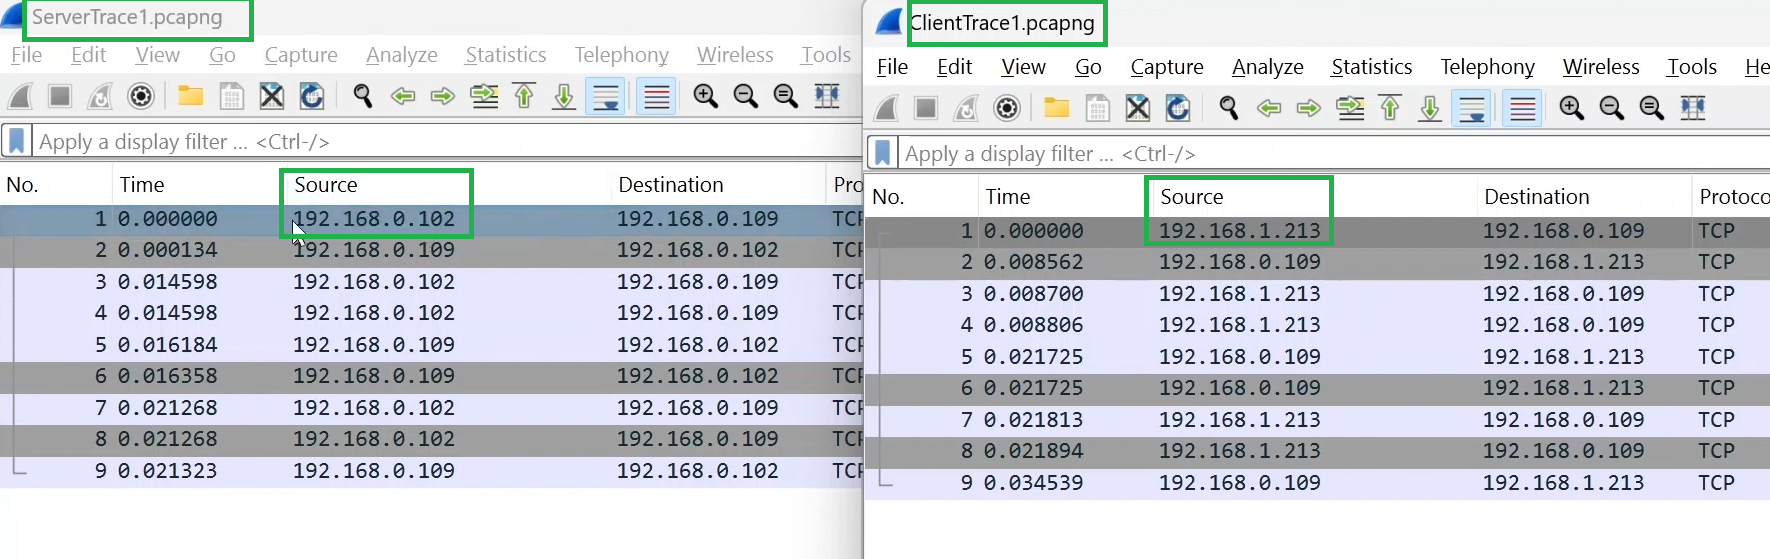 ServerTrace1.pcapng
File Edit View Go Capture Analyze Statistics Telephony Wireless Tools
Apply a display filter ... <Ctrl-/>
No. Time Source Destination Pro
1 0.000000 192.168.0.102 192.168.0.109 TCP
2 0.000134 192.168.0.109 192.168.0.102 TCP
3 0.014598 192.168.0.102 192.168.0.109 TCP
4 0.014598 192.168.0.102 192.168.0.109 TCP
5 0.016184 192.168.0.109 192.168.0.102 TCP
6 0.016358 192.168.0.109 192.168.0.102 TCP
7 0.021268 192.168.0.102 192.168.0.109 TCP
8 0.021268 192.168.0.102 192.168.0.109 TCP
9 0.021323 192.168.0.109 192.168.0.102 TCP
ClientTrace1.pcapng
File Edit View Go Capture Analyze Statistics Telephony Wireless Tools He
Apply a display filter ... <Ctrl-/>
No. Time Source Destination Protoco
1 0.000000 192.168.1.213 192.168.0.109 TCP
2 0.008562 192.168.0.109 192.168.1.213 TCP
3 0.008700 192.168.1.213 192.168.0.109 TCP
4 0.008806 192.168.1.213 192.168.0.109 TCP
5 0.021725 192.168.0.109 192.168.1.213 TCP
6 0.021725 192.168.0.109 192.168.1.213 TCP
7 0.021813 192.168.1.213 192.168.0.109 TCP
8 0.021894 192.168.1.213 192.168.0.109 TCP
9 0.034539 192.168.0.109 192.168.1.213 TCP